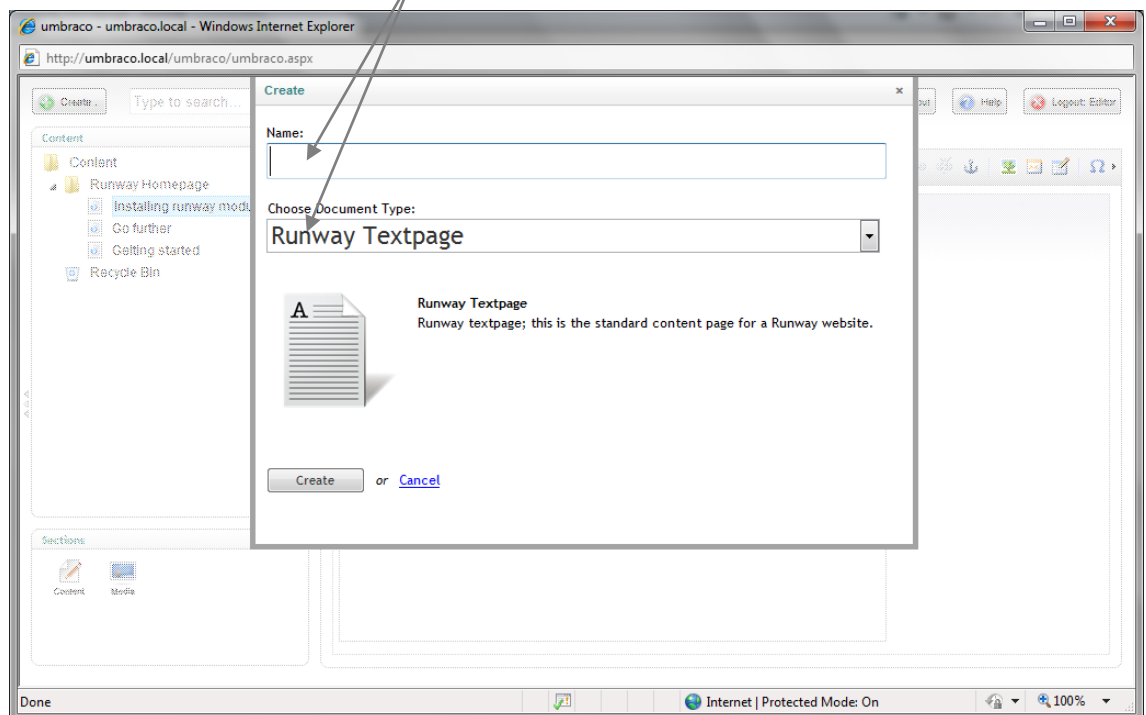 umbraco - umbraco.local - Windows Internet Explorer
http://umbraco.local/umbraco/umbraco.aspx
Create
Type to search...
Help
Logout: Editor
Content
Content
Runway Homepage
Installing runway modu
Go further
Getting started
Recycle Bin
Create
Name:
Choose Document Type:
Runway Textpage
A
Runway Textpage
Runway textpage; this is the standard content page for a Runway website.
Create or Cancel
Sections
Content Media
Done
Internet | Protected Mode: On
100%